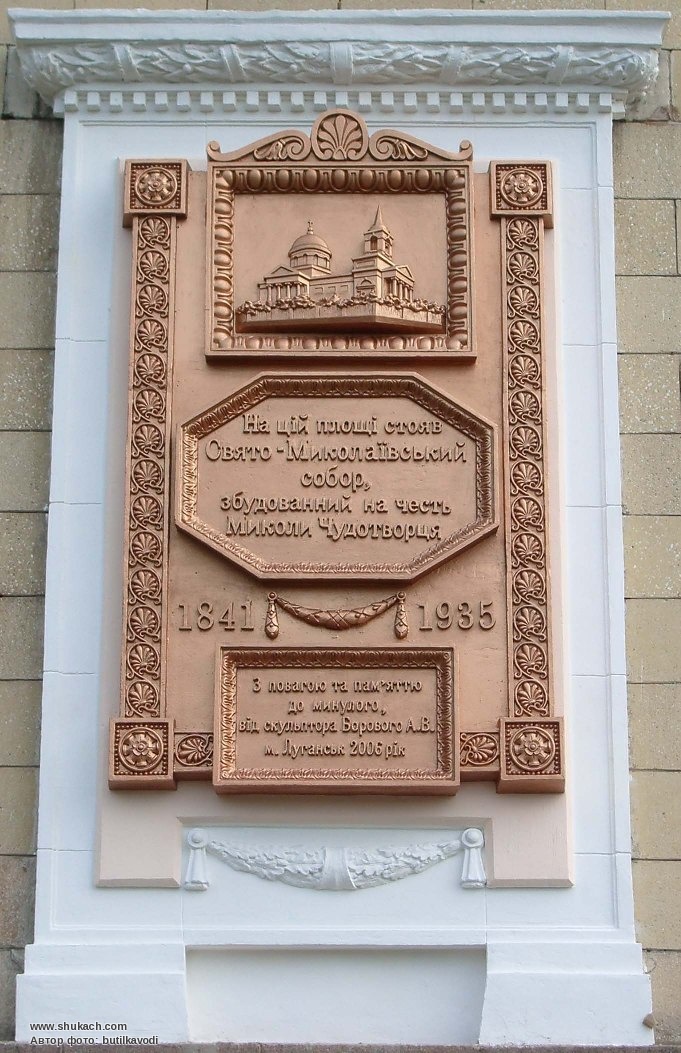 На цій площі стояв
Свято-Миколаївський
собор,
збудованний на честь
Миколи Чудотворця
1841 1935
З повагою та пам'яттю
до минулого,
від скульптора Борового А.В.
м. Луганськ 2006 рік
www.shukach.com
Автор фото: butilkavodi